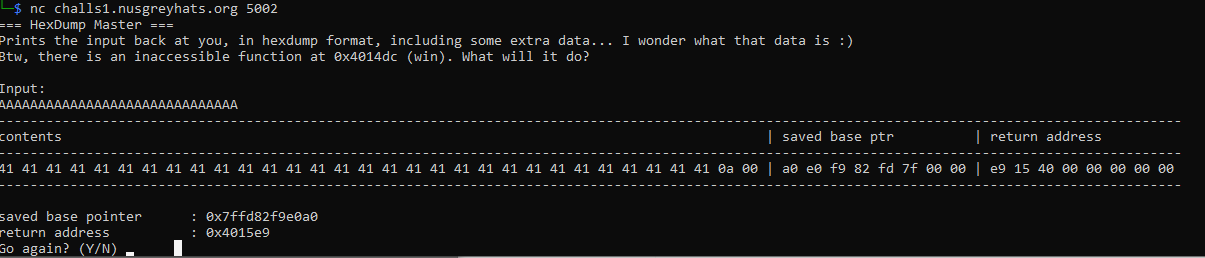 └─$ nc challs1.nusgreyhats.org 5002
=== HexDump Master ===
Prints the input back at you, in hexdump format, including some extra data... I wonder what that data is :)
Btw, there is an inaccessible function at 0x4014dc (win). What will it do?
Input:
AAAAAAAAAAAAAAAAAAAAAAAAAAAAAA
----------------------------------------------------------------------------------------------------------------------------------------------------
contents | saved base ptr | return address
----------------------------------------------------------------------------------------------------------------------------------------------------
41 41 41 41 41 41 41 41 41 41 41 41 41 41 41 41 41 41 41 41 41 41 41 41 41 41 41 41 41 41 0a 00 | a0 e0 f9 82 fd 7f 00 00 | e9 15 40 00 00 00 00 00
----------------------------------------------------------------------------------------------------------------------------------------------------
saved base pointer : 0x7ffd82f9e0a0
return address : 0x4015e9
Go again? (Y/N)